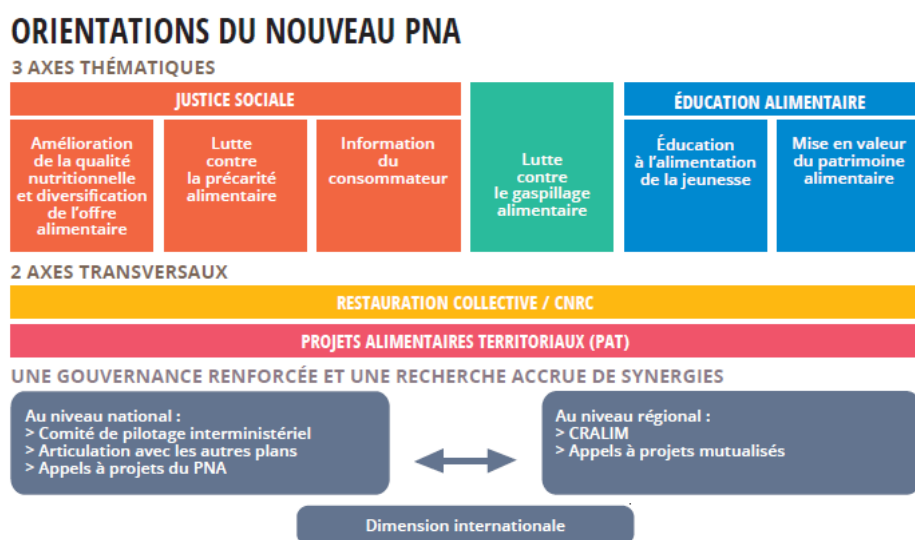 ORIENTATIONS DU NOUVEAU PNA
3 AXES THÉMATIQUES
JUSTICE SOCIALE
Amélioration
de la qualité
nutritionnelle
et diversification
de l'offre
alimentaire
Lutte
contre
la précarité
alimentaire
Information
du
consommateur
Lutte
contre
le gaspillage
alimentaire
ÉDUCATION ALIMENTAIRE
Éducation
à l'alimentation
de la jeunesse
Mise en valeur
du patrimoine
alimentaire
2 AXES TRANSVERSAUX
RESTAURATION COLLECTIVE / CNRC
PROJETS ALIMENTAIRES TERRITORIAUX (PAT)
UNE GOUVERNANCE RENFORCÉE ET UNE RECHERCHE ACCRUE DE SYNERGIES
Au niveau national :
> Comité de pilotage interministériel
> Articulation avec les autres plans
> Appels à projets du PNA
Au niveau régional :
> CRALIM
> Appels à projets mutualisés
Dimension internationale